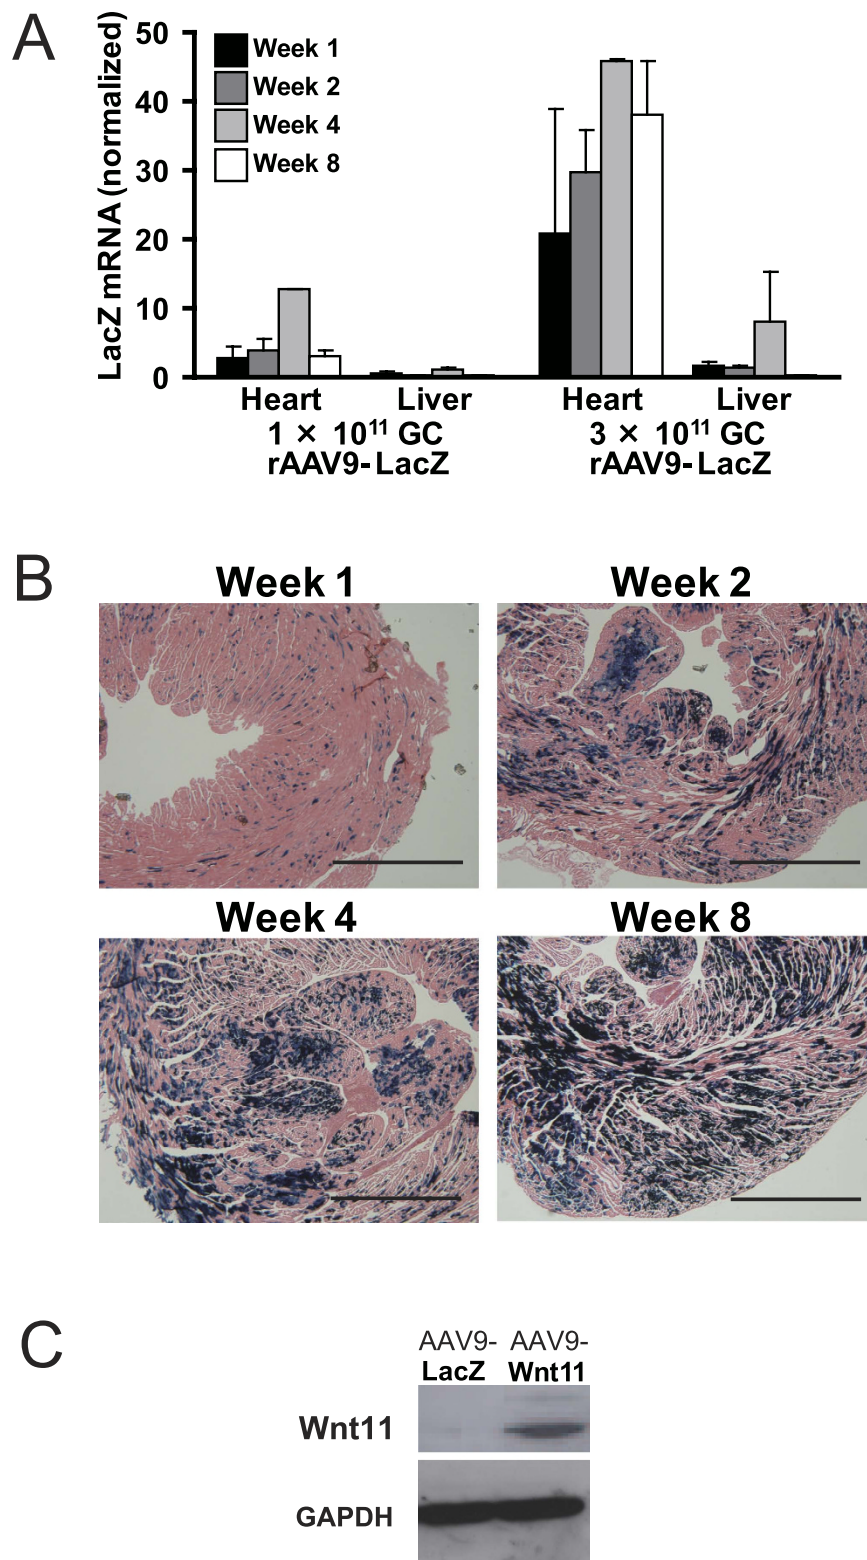 A
LacZ mRNA (normalized)
50
40
30
20
10
0
Week 1
Week 2
Week 4
Week 8
Heart Liver Heart Liver
1 × 10¹¹ GC 3 × 10¹¹ GC
rAAV9-LacZ rAAV9-LacZ
B
Week 1 Week 2
Week 4 Week 8
C
AAV9- AAV9-
LacZ Wnt11
Wnt11
GAPDH